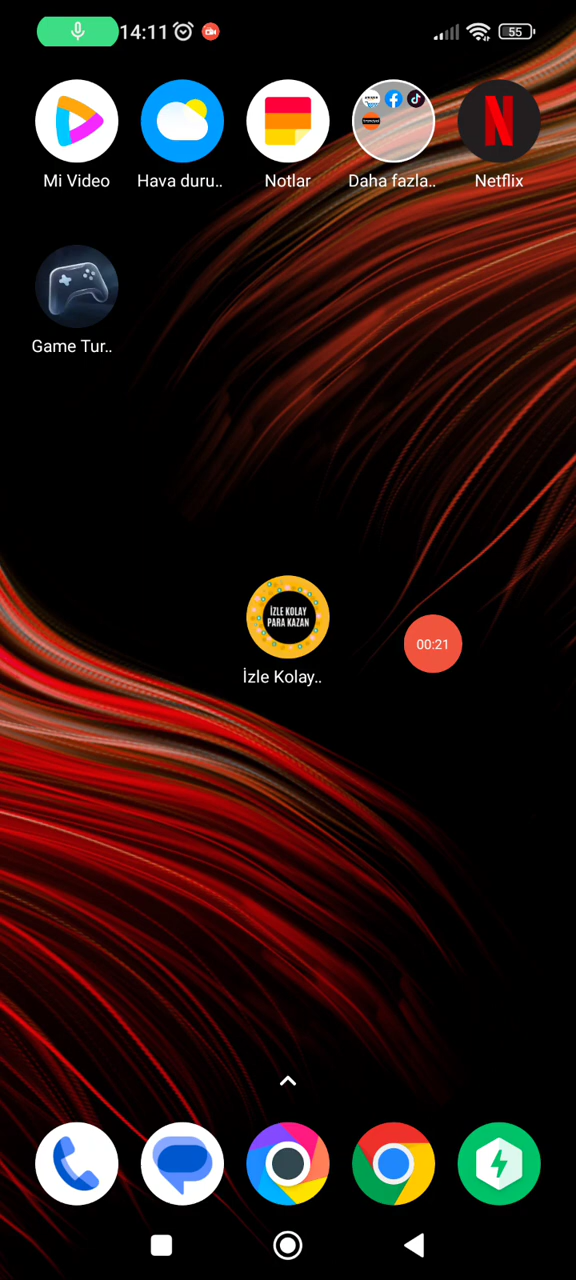 14:11
55
Mi Video
Hava duru..
Notlar
Daha fazla..
Netflix
Game Tur..
İZLE KOLAY
PARA KAZAN
İzle Kolay..
00:21